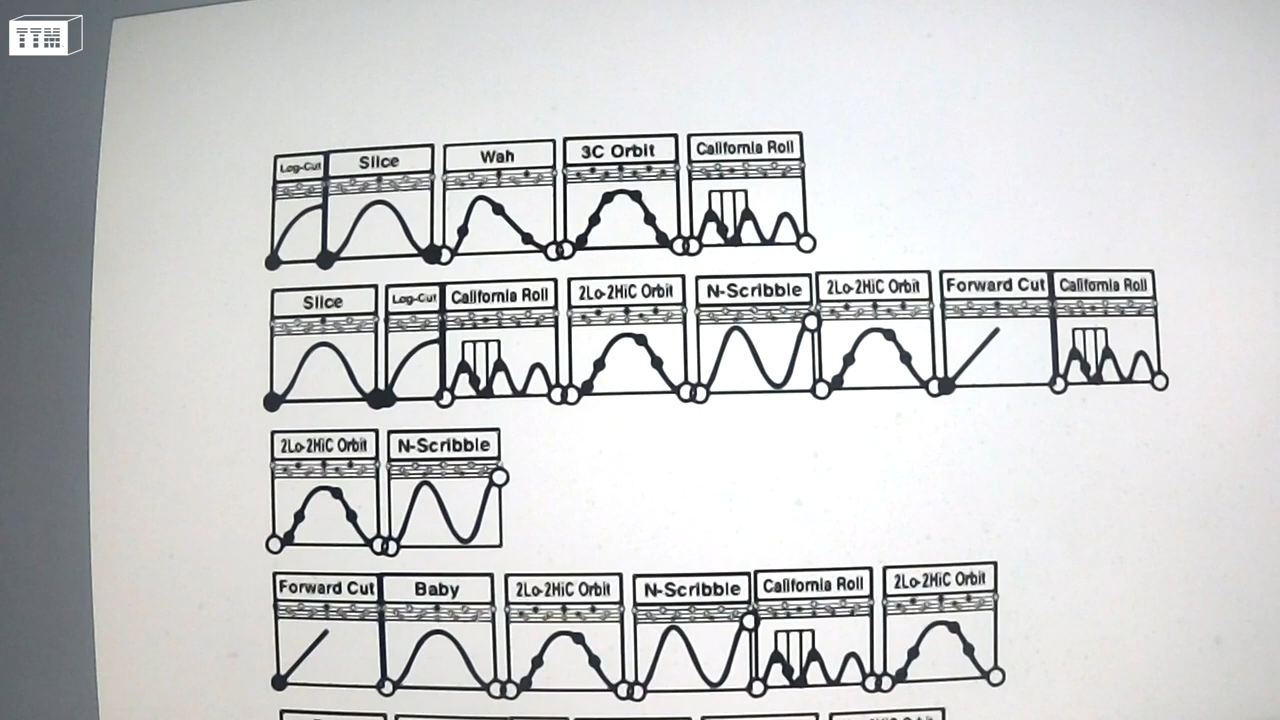 TTM
Log-Cut Slice Wah 3C Orbit California Roll
Slice Log-Cut California Roll 2Lo-2HiC Orbit N-Scribble 2Lo-2HiC Orbit Forward Cut California Roll
2Lo-2HiC Orbit N-Scribble
Forward Cut Baby 2Lo-2HiC Orbit N-Scribble California Roll 2Lo-2HiC Orbit